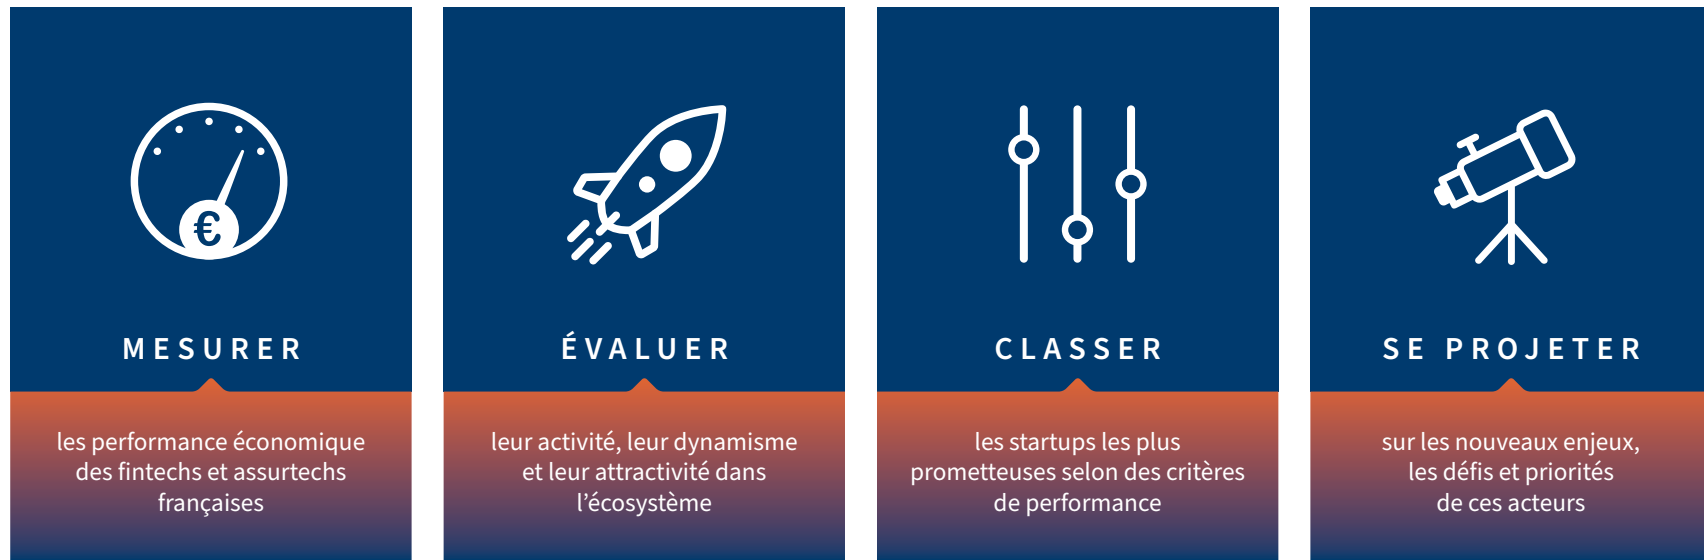 €
MESURER
les performance économique
des fintechs et assurtechs
françaises
ÉVALUER
leur activité, leur dynamisme
et leur attractivité dans
l’écosystème
CLASSER
les startups les plus
prometteuses selon des critères
de performance
SE PROJETER
sur les nouveaux enjeux,
les défis et priorités
de ces acteurs